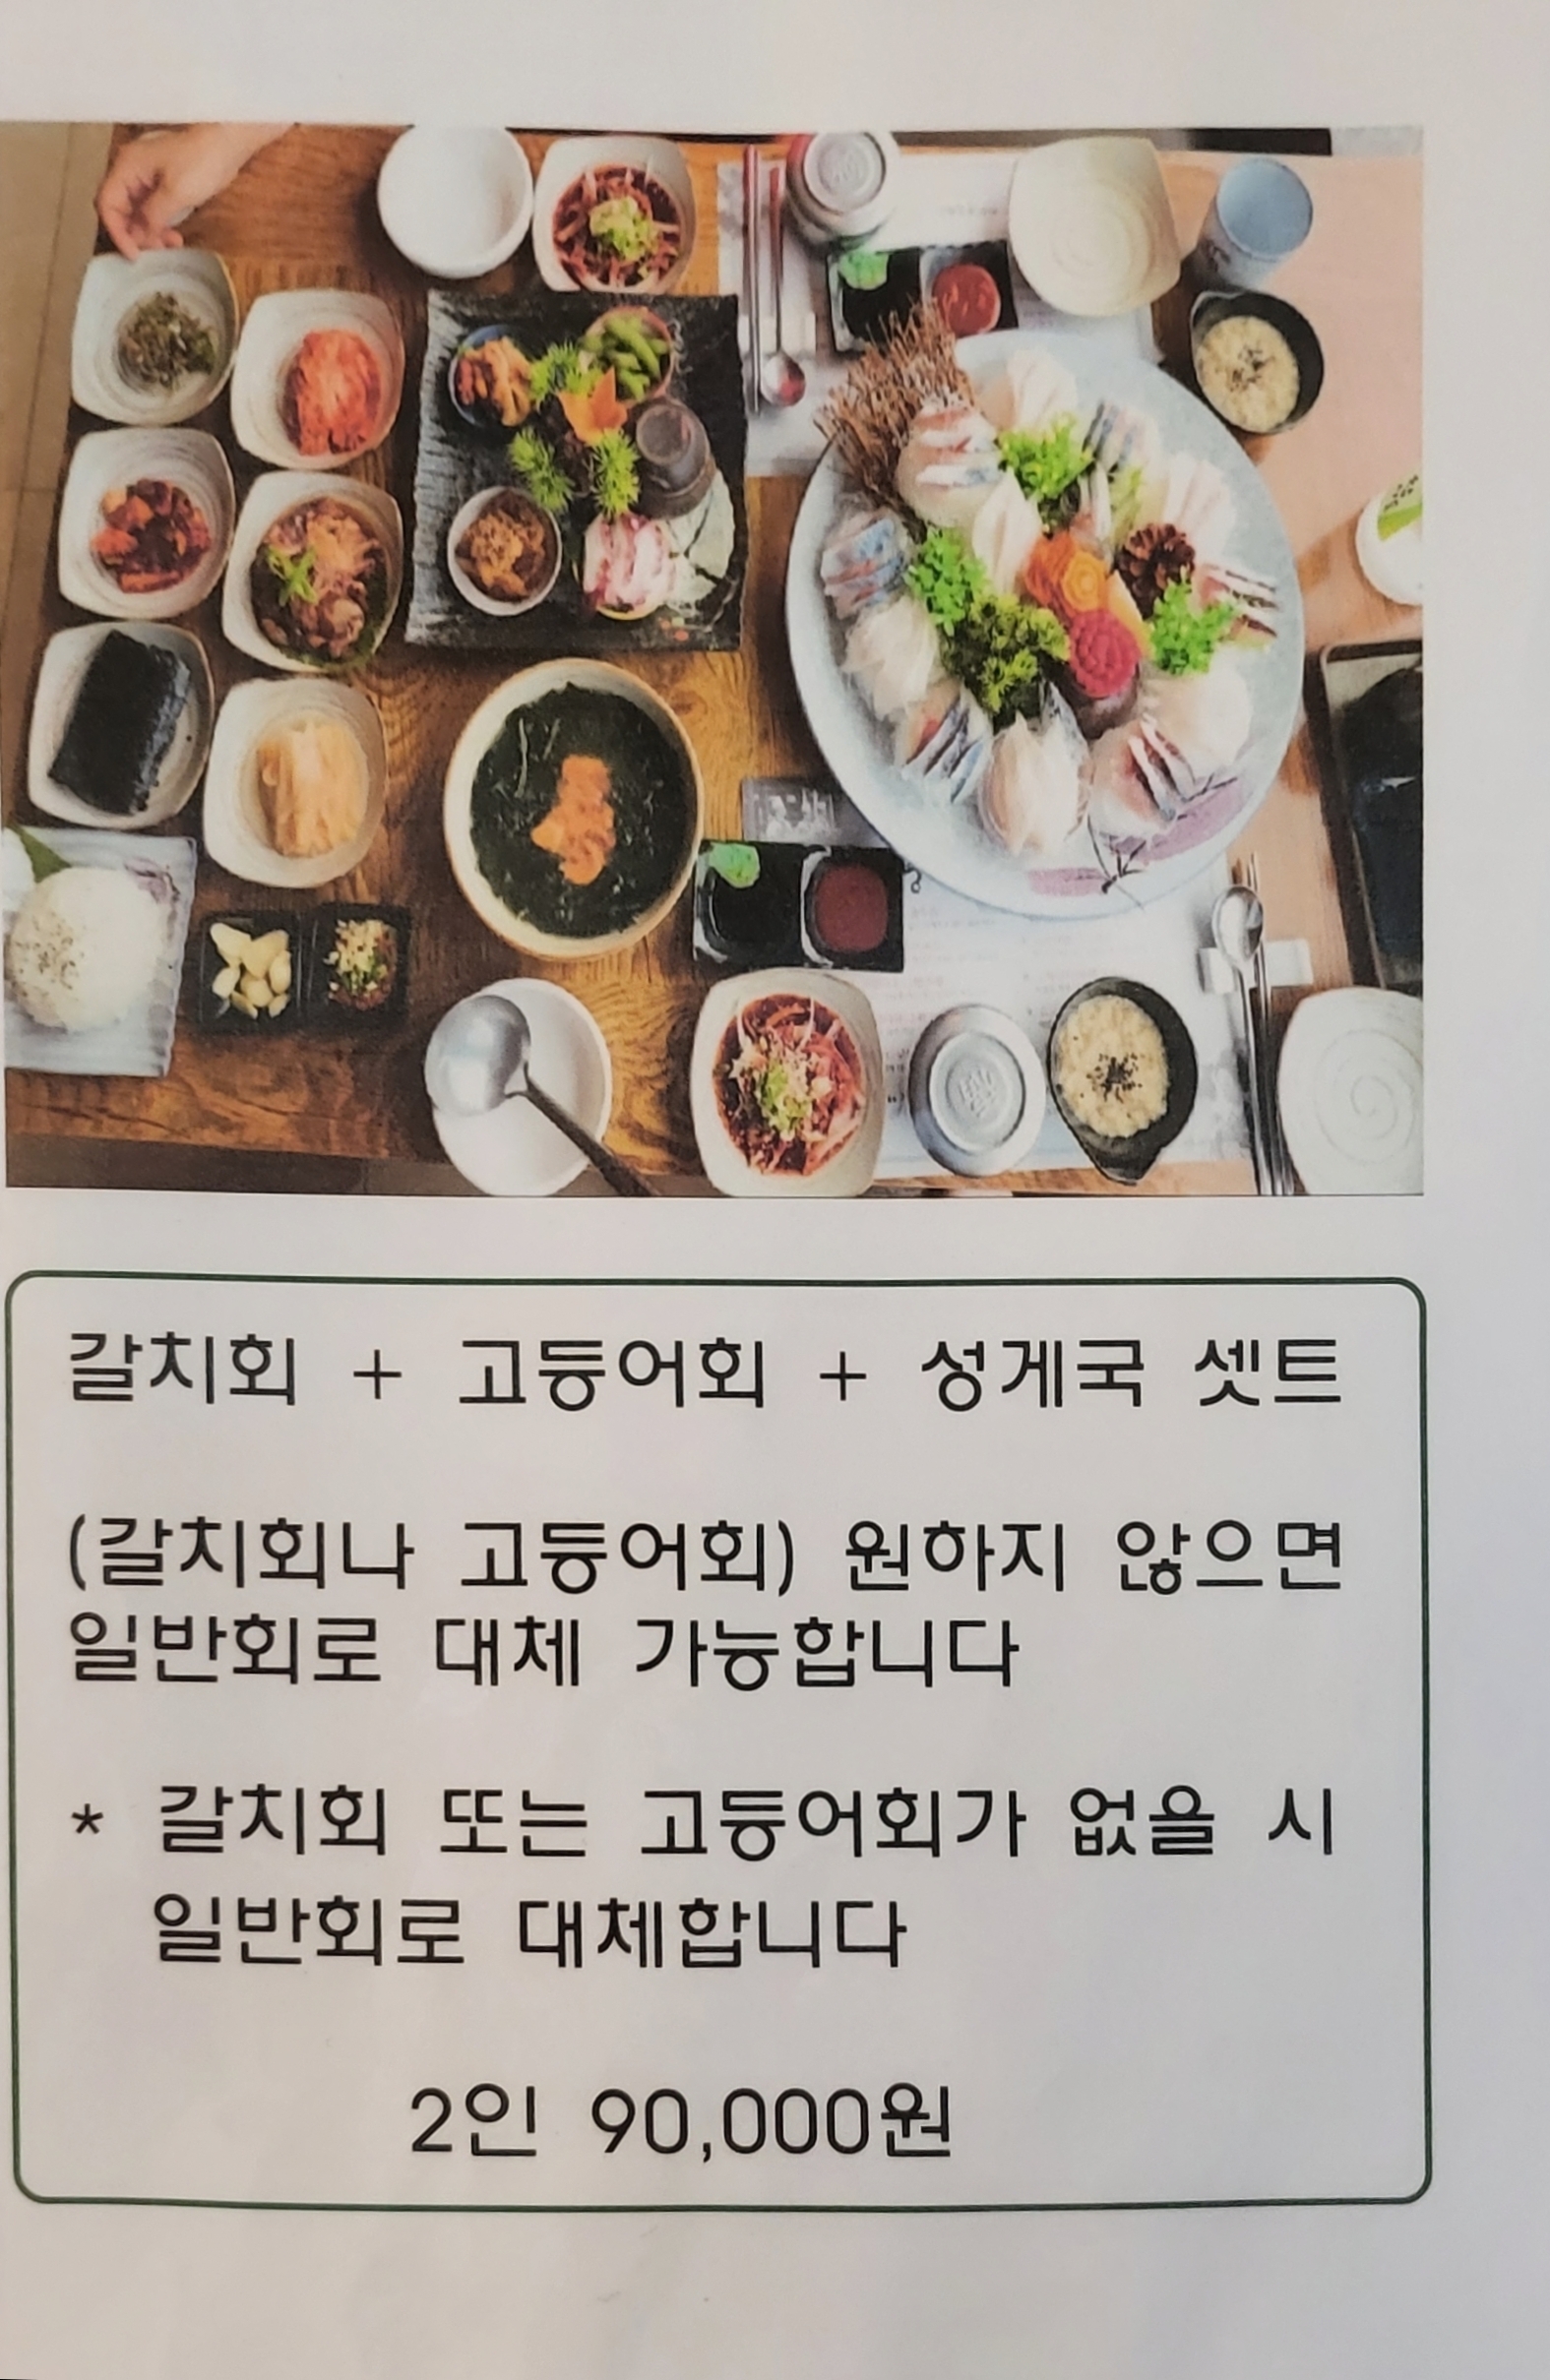 갈치회 + 고등어회 + 성게국 셋트
(갈치회나 고등어회) 원하지 않으면
일반회로 대체 가능합니다
* 갈치회 또는 고등어회가 없을 시
일반회로 대체합니다
2인 90,000원